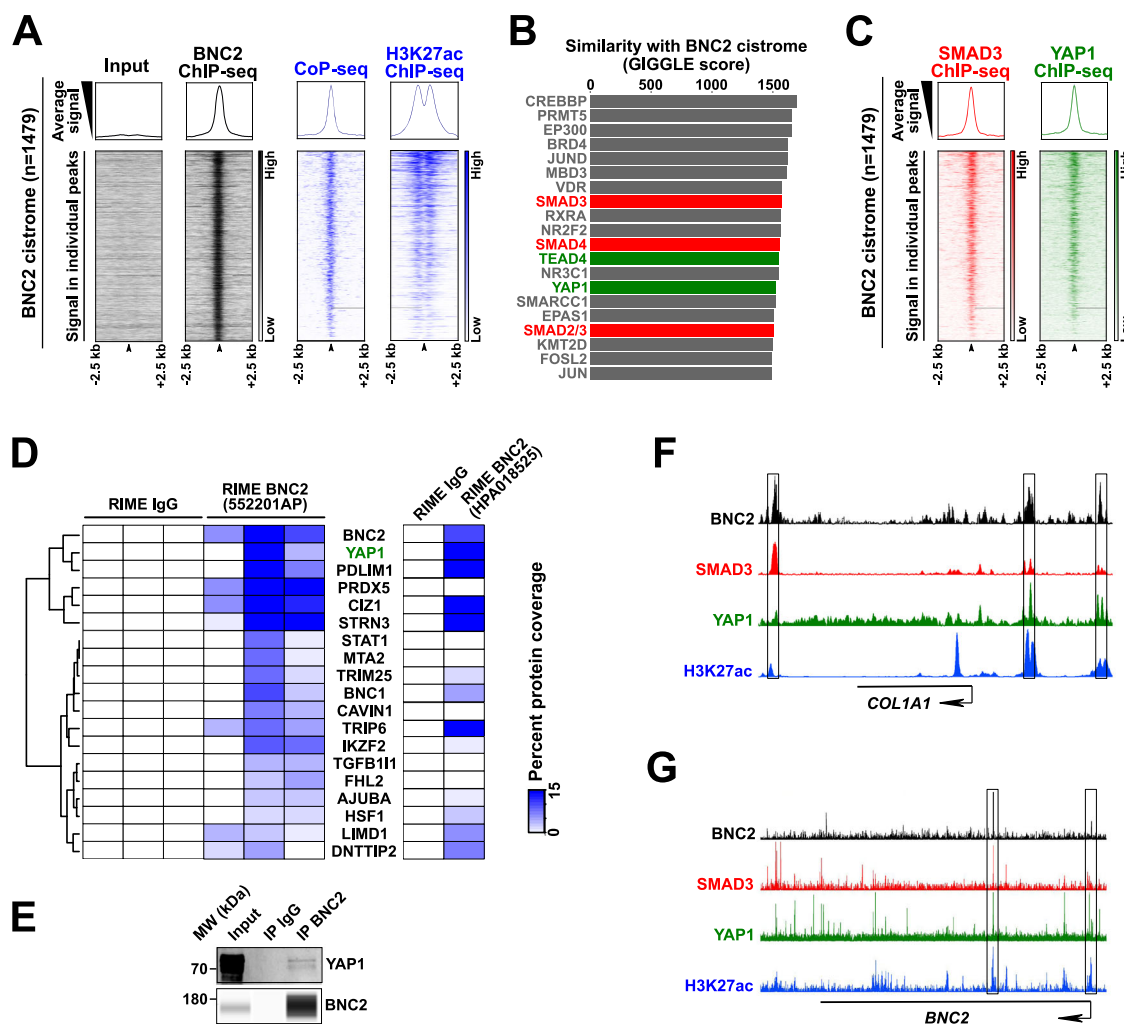 A
BNC2 cistrome (n=1479)
Average signal
Signal in individual peaks
Input
BNC2 ChIP-seq
CoP-seq
H3K27ac ChIP-seq
High
Low
High
Low
-2.5 kb
+2.5 kb
-2.5 kb
+2.5 kb
-2.5 kb
+2.5 kb
-2.5 kb
+2.5 kb
B
Similarity with BNC2 cistrome
(GIGGLE score)
0
500
1000
1500
CREBBP
PRMT5
EP300
BRD4
JUND
MBD3
VDR
SMAD3
RXRA
NR2F2
SMAD4
TEAD4
NR3C1
YAP1
SMARCC1
EPAS1
SMAD2/3
KMT2D
FOSL2
JUN
C
BNC2 cistrome (n=1479)
Average signal
Signal in individual peaks
SMAD3 ChIP-seq
YAP1 ChIP-seq
High
Low
High
Low
-2.5 kb
+2.5 kb
-2.5 kb
+2.5 kb
D
RIME IgG
RIME BNC2
(552201AP)
RIME IgG
RIME BNC2
(HPA018525)
BNC2
YAP1
PDLIM1
PRDX5
CIZ1
STRN3
STAT1
MTA2
TRIM25
BNC1
CAVIN1
TRIP6
IKZF2
TGFB1I1
FHL2
AJUBA
HSF1
LIMD1
DNTTIP2
Percent protein coverage
15
0
E
MW (kDa)
Input
IP IgG
IP BNC2
70
YAP1
180
BNC2
F
BNC2
SMAD3
YAP1
H3K27ac
COL1A1
G
BNC2
SMAD3
YAP1
H3K27ac
BNC2